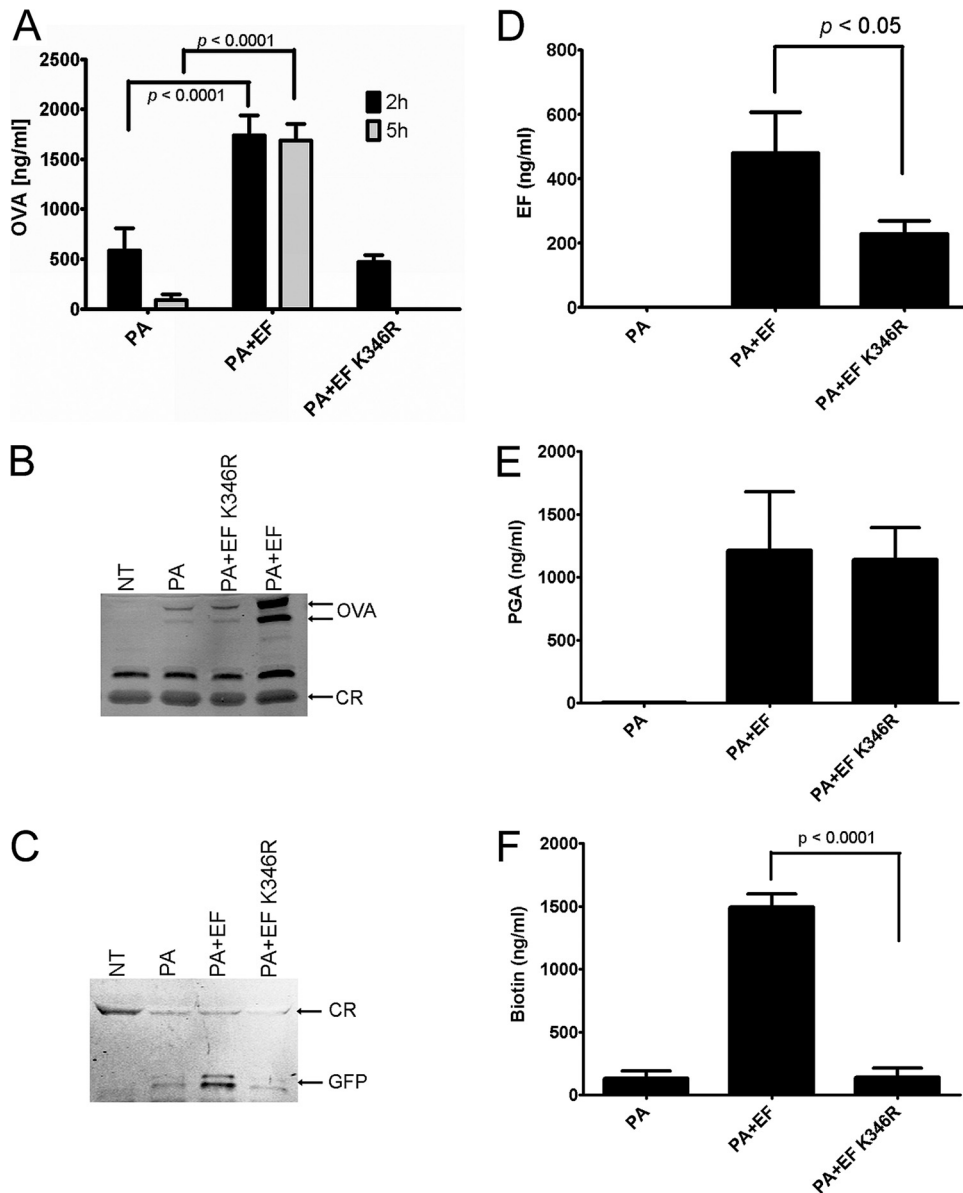 A
p < 0.0001
p < 0.0001
2h
5h
OVA [ng/ml]
2500
2000
1500
1000
500
0
PA
PA+EF
PA+EF K346R
B
NT
PA
PA+EF K346R
PA+EF
OVA
CR
C
NT
PA
PA+EF
PA+EF K346R
CR
GFP
D
p < 0.05
EF (ng/ml)
800
600
400
200
0
PA
PA+EF
PA+EF K346R
E
PGA (ng/ml)
2000
1500
1000
500
0
PA
PA+EF
PA+EF K346R
F
p < 0.0001
Biotin (ng/ml)
2000
1500
1000
500
0
PA
PA+EF
PA+EF K346R